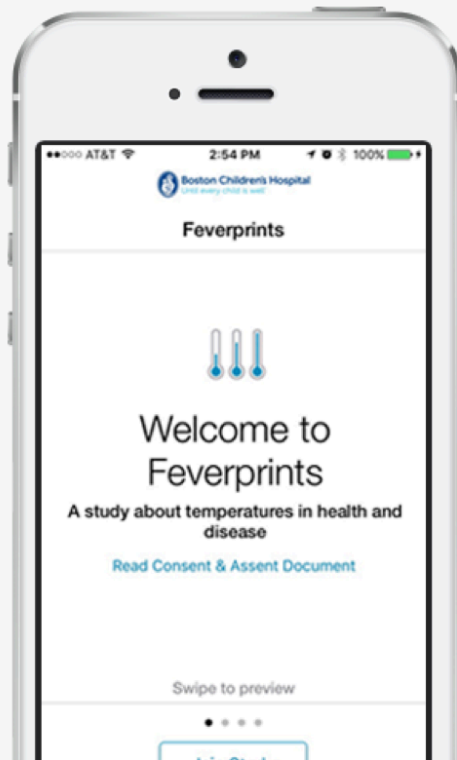 AT&T 2:54 PM 100%
Boston Children's Hospital
Until every child is well
Feverprints
Welcome to
Feverprints
A study about temperatures in health and
disease
Read Consent & Assent Document
Swipe to preview